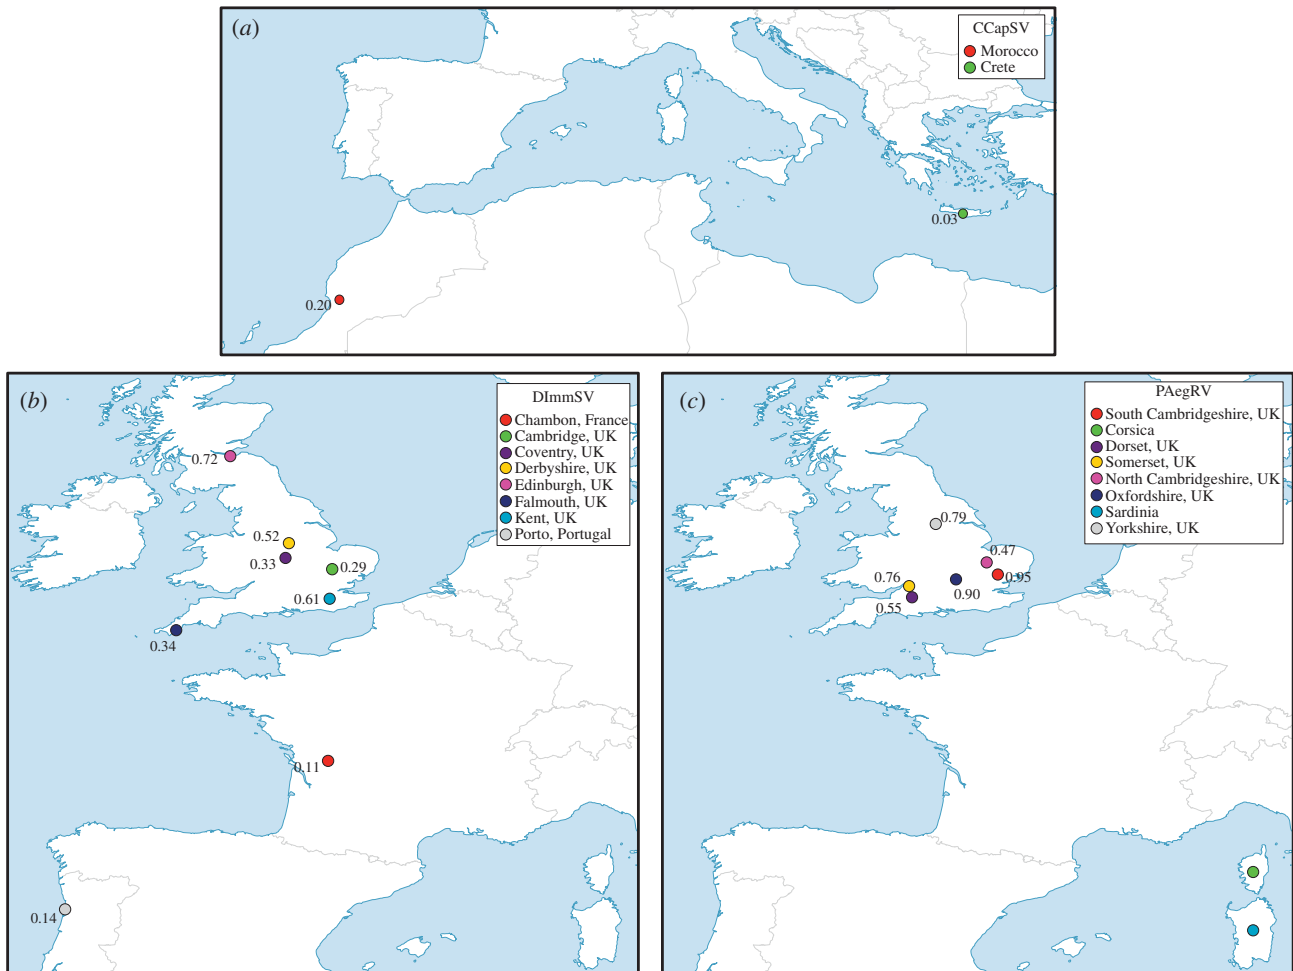 (a)
CCapSV
Morocco
Crete
0.03
0.20
(b)
DImmSV
Chambon, France
Cambridge, UK
Coventry, UK
Derbyshire, UK
Edinburgh, UK
Falmouth, UK
Kent, UK
Porto, Portugal
0.72
0.52
0.33
0.29
0.61
0.34
0.11
0.14
(c)
PAegRV
South Cambridgeshire, UK
Corsica
Dorset, UK
Somerset, UK
North Cambridgeshire, UK
Oxfordshire, UK
Sardinia
Yorkshire, UK
0.79
0.47
0.76
0.95
0.90
0.55